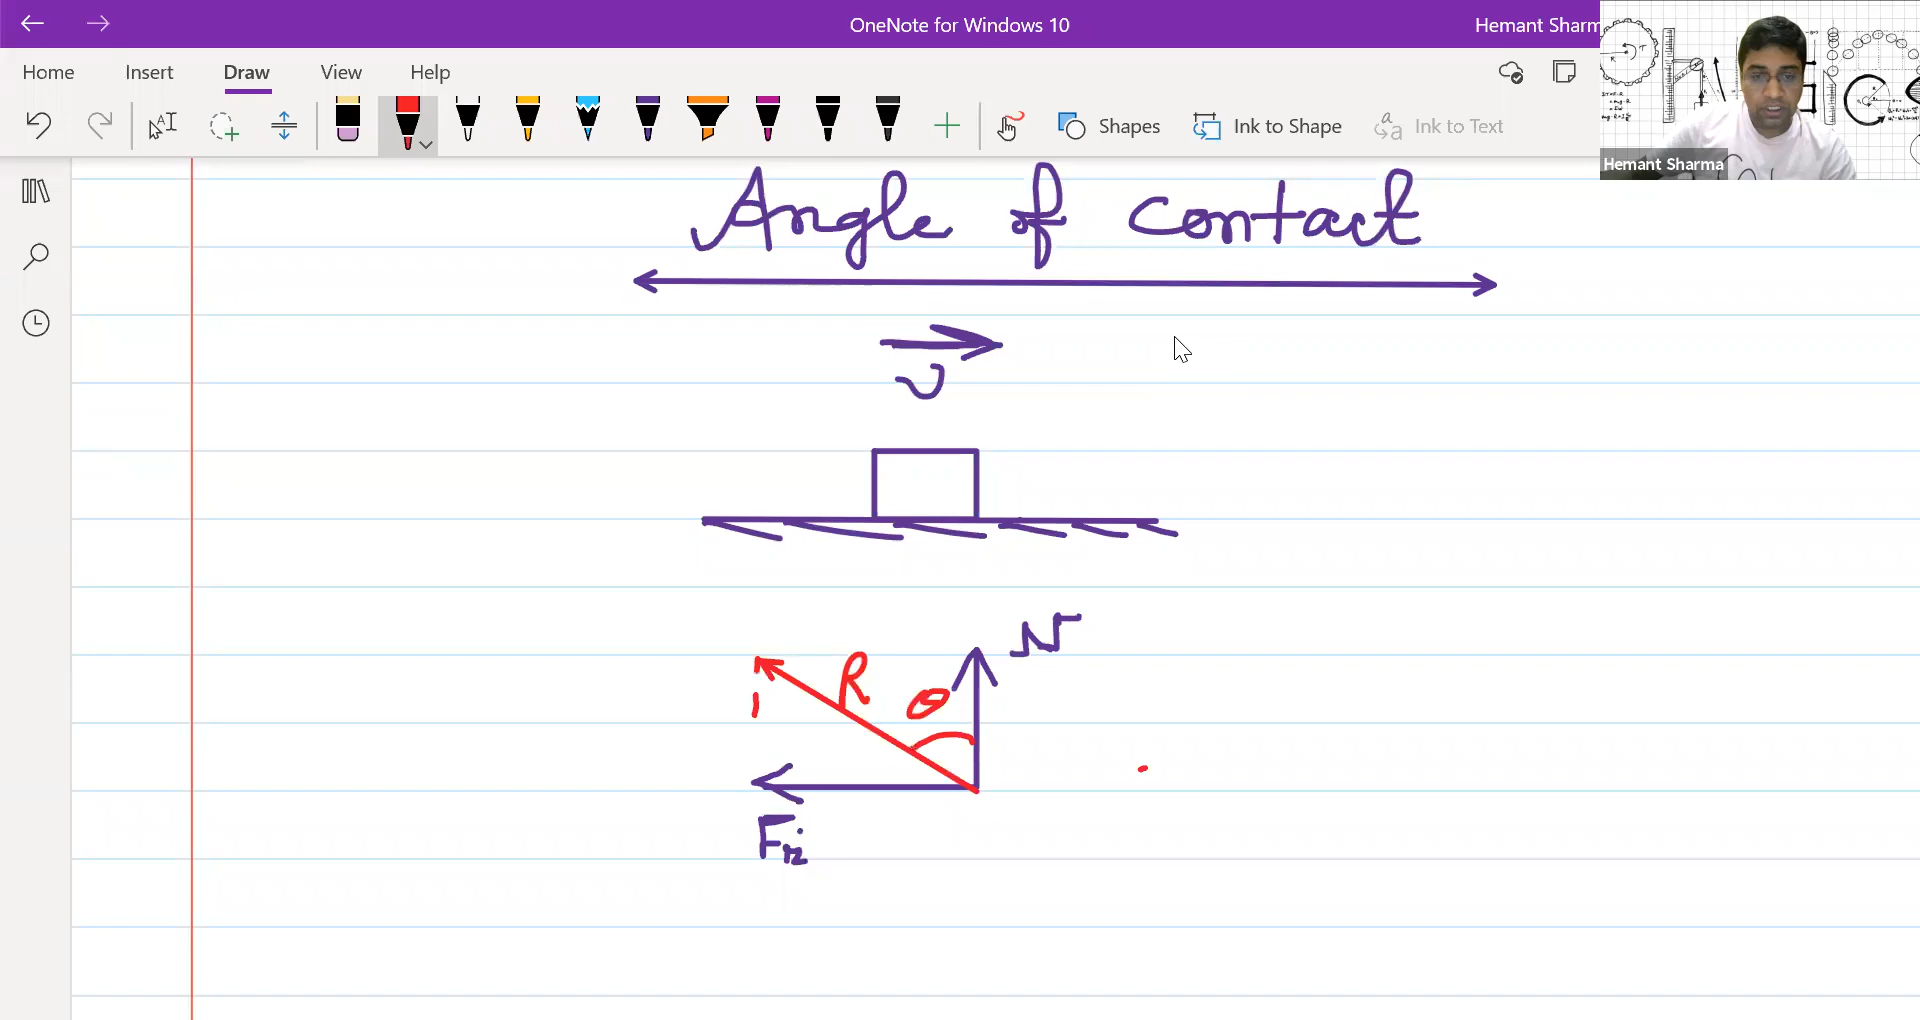 OneNote for Windows 10
Hemant Sharm
Home Insert Draw View Help
Shapes Ink to Shape Ink to Text
Hemant Sharma
Angle of contact
v
N
R θ